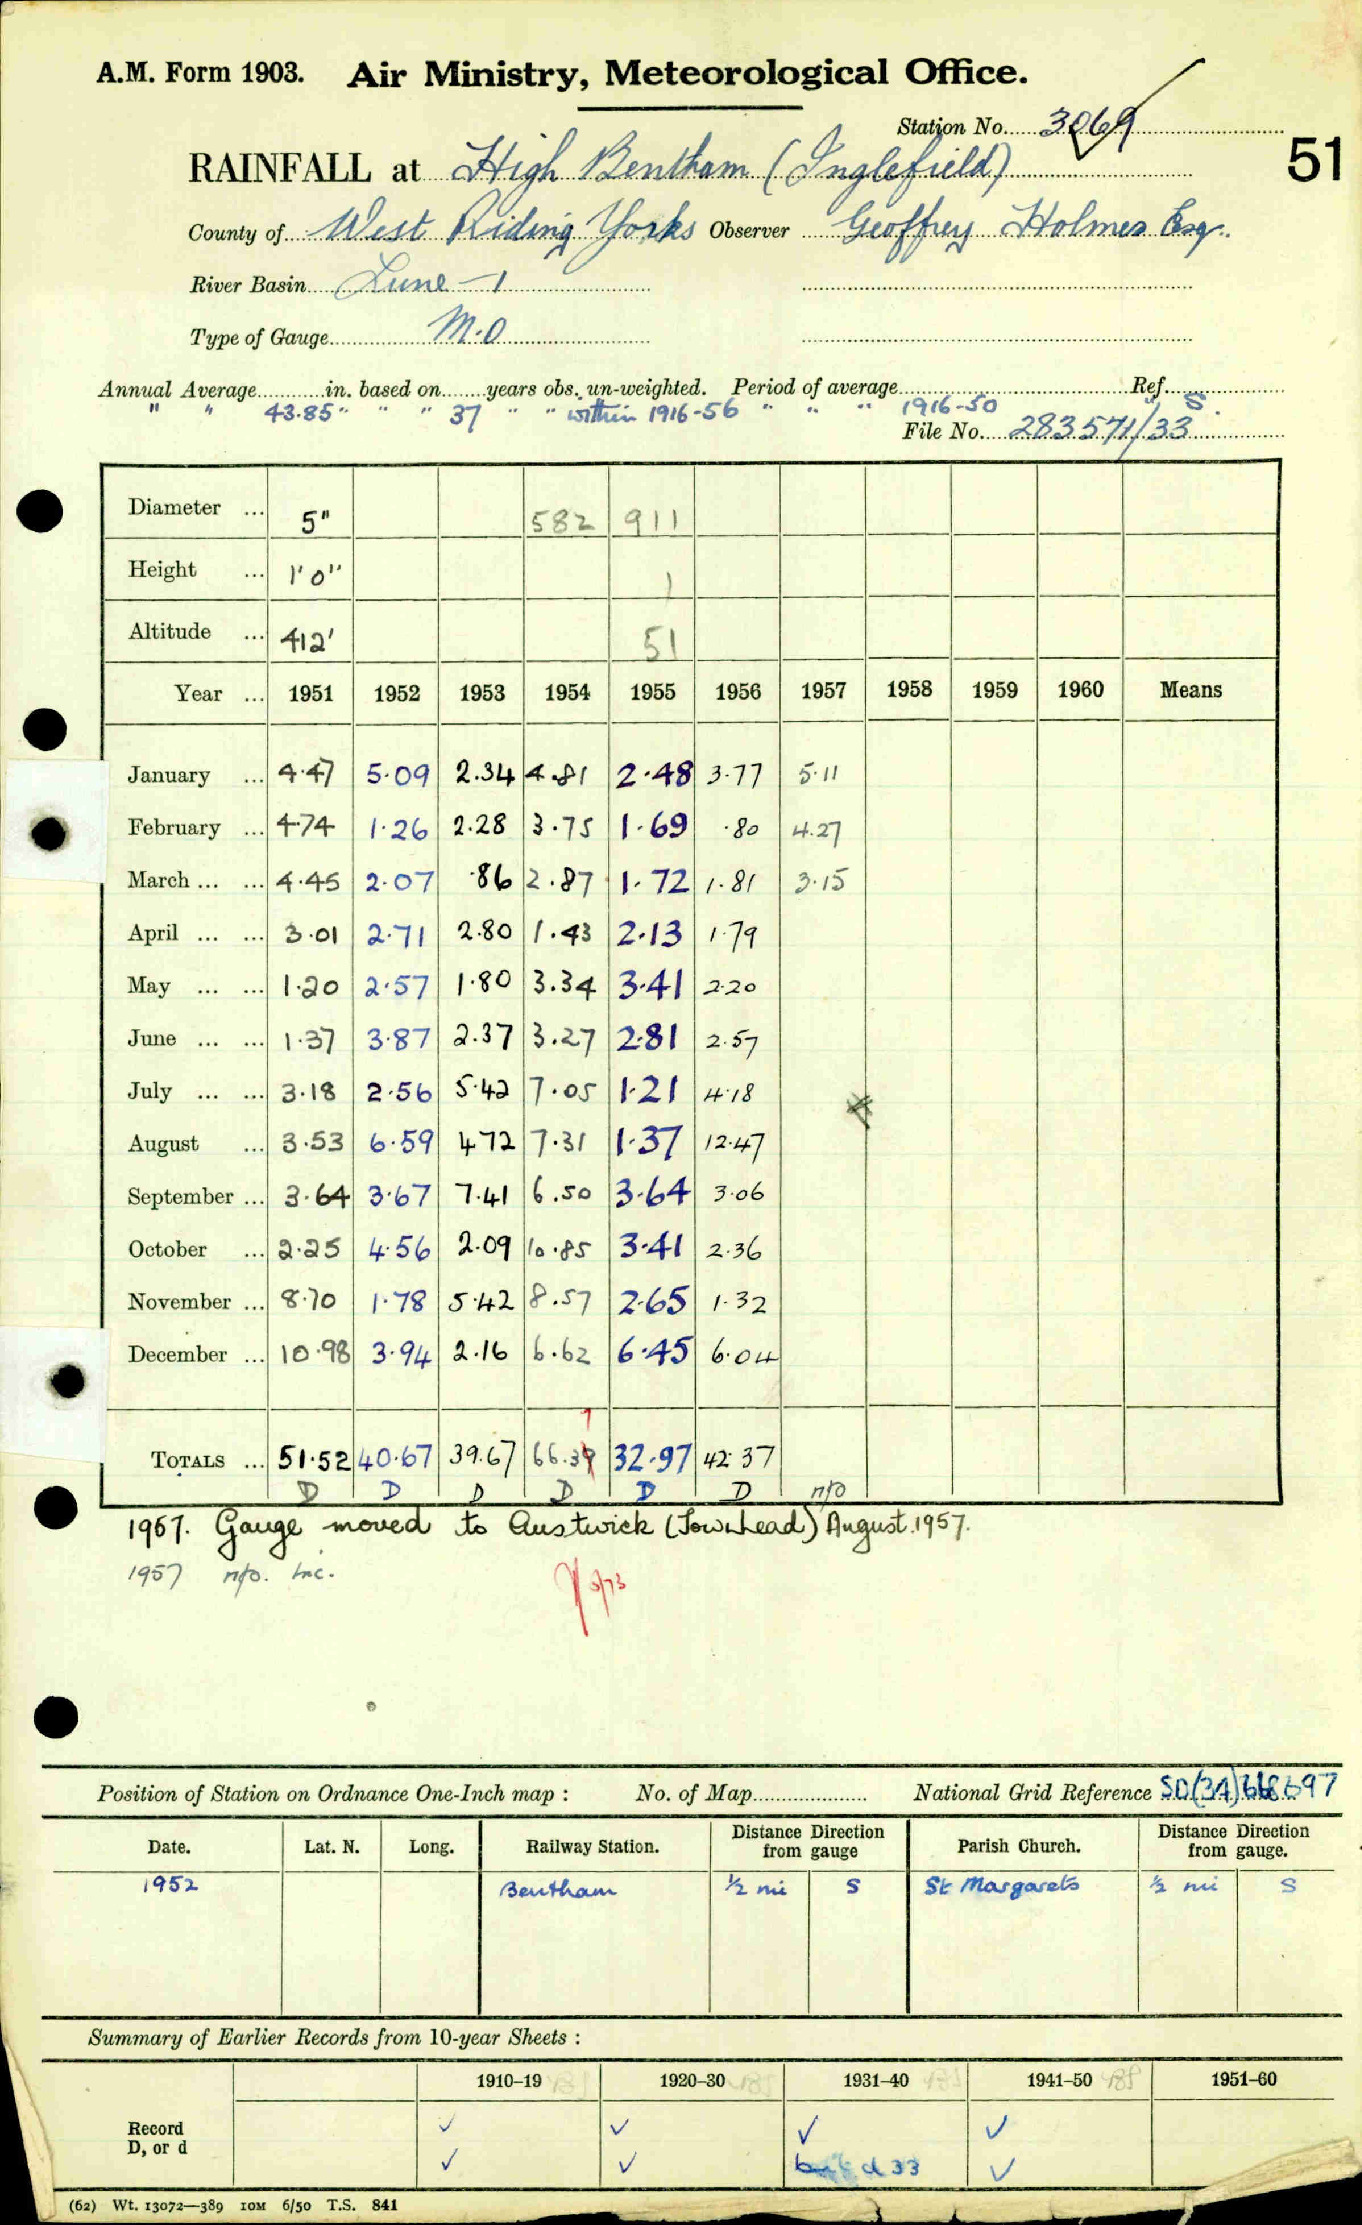 A.M. Form 1903. Air Ministry, Meteorological Office.
Station No. 3069
51
RAINFALL at High Bentham (Inglefield)
County of West Riding Yorks Observer Geoffrey Holmes Esq.
River Basin Lune - 1
Type of Gauge M.O
Annual Average in. based on years obs. un-weighted. Period of average Ref.
" " 43.85 " " " 37 " " within 1916-56 " " " 1916-50 " S.
File No. 283571/33
Diameter ... 5" 582 911
Height ... 1'0" 1
Altitude ... 412' 51
Year ... 1951 1952 1953 1954 1955 1956 1957 1958 1959 1960 Means
January ... 4.47 5.09 2.34 4.81 2.48 3.77 5.11
February ... 4.74 1.26 2.28 3.75 1.69 .80 4.27
March ... ... 4.45 2.07 .86 2.87 1.72 1.81 3.15
April ... ... 3.01 2.71 2.80 1.43 2.13 1.79
May ... ... 1.20 2.57 1.80 3.34 3.41 2.20
June ... ... 1.37 3.87 2.37 3.27 2.81 2.57
July ... ... 3.18 2.56 5.42 7.05 1.21 4.18
August ... 3.53 6.59 4 72 7.31 1.37 12.47
September ... 3.64 3.67 7.41 6.50 3.64 3.06
October ... 2.25 4.56 2.09 10.85 3.41 2.36
November ... 8.70 1.78 5.42 8.57 2.65 1.32
December ... 10.98 3.94 2.16 6.62 6.45 6.04
7
TOTALS ... 51.52 40.67 39.67 66.39 32.97 42.37
D D D D D D n/o
1957. Gauge moved to Austwick (Townhead) August.1957.
1957 n/o. Inc.
Position of Station on Ordnance One-Inch map : No. of Map National Grid Reference SD(34) 697
Date. Lat. N. Long. Railway Station. Distance from Direction gauge Parish Church. Distance from Direction gauge.
1952 Bentham ½ mi S St Margarets ½ mi S
Summary of Earlier Records from 10-year Sheets :
1910-19 1920-30 1931-40 1941-50 1951-60
Record ✓ ✓ ✓ ✓
D, or d ✓ ✓ d 33 ✓
(62) Wt. 13072—389 10M 6/50 T.S. 841